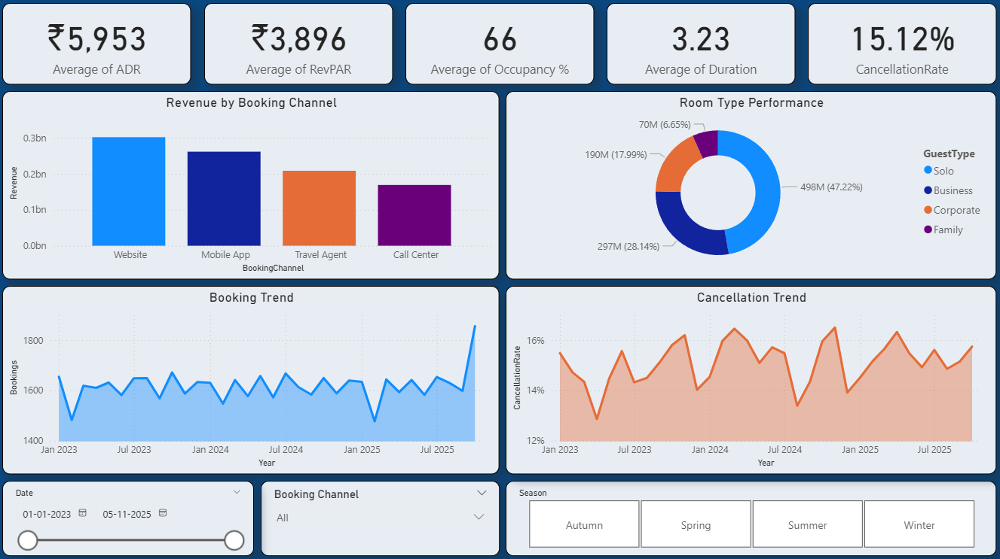 ₹5,953
Average of ADR
₹3,896
Average of RevPAR
66
Average of Occupancy %
3.23
Average of Duration
15.12%
CancellationRate
Revenue by Booking Channel
Revenue
0.3bn
0.2bn
0.1bn
0.0bn
Website
Mobile App
Travel Agent
Call Center
BookingChannel
Room Type Performance
70M (6.65%)
190M (17.99%)
498M (47.22%)
297M (28.14%)
GuestType
Solo
Business
Corporate
Family
Booking Trend
Bookings
1800
1600
1400
Jan 2023
Jul 2023
Jan 2024
Jul 2024
Jan 2025
Jul 2025
Year
Cancellation Trend
CancellationRate
16%
14%
12%
Jan 2023
Jul 2023
Jan 2024
Jul 2024
Jan 2025
Jul 2025
Year
Date
01-01-2023
05-11-2025
Booking Channel
All
Season
Autumn
Spring
Summer
Winter